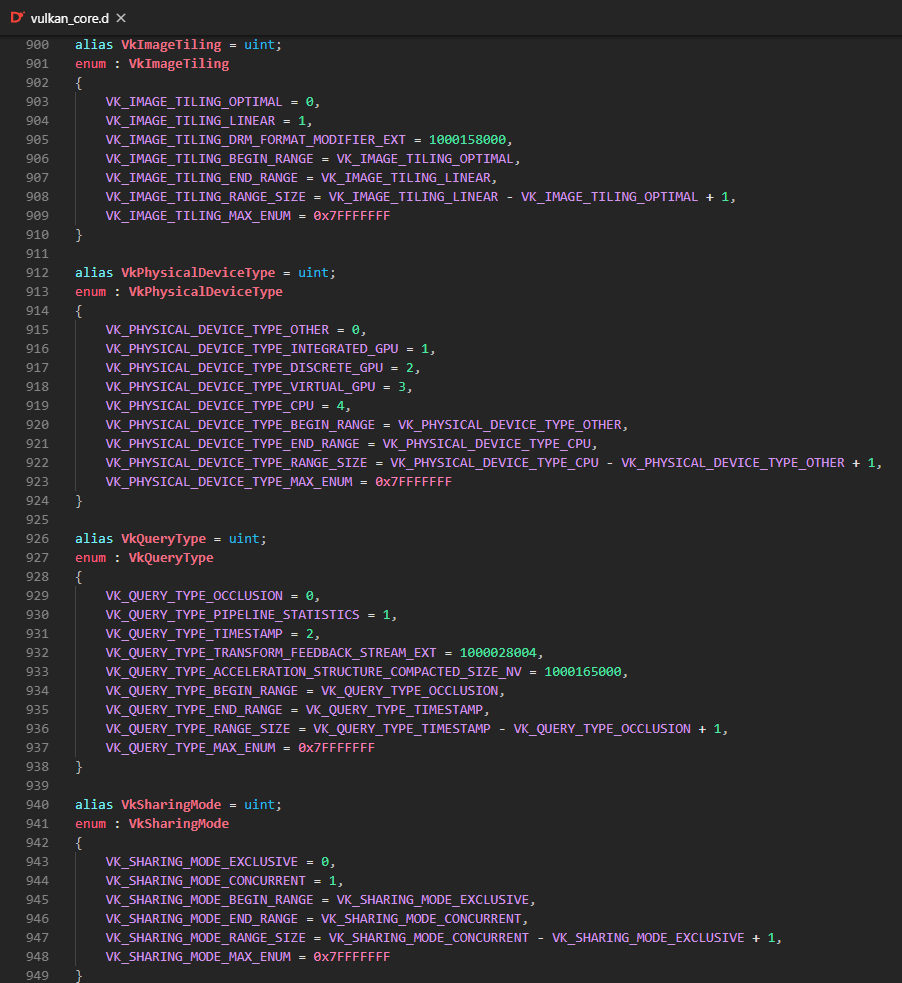 vulkan_core.d ×
900 alias VkImageTiling = uint;
901 enum : VkImageTiling
902 {
903     VK_IMAGE_TILING_OPTIMAL = 0,
904     VK_IMAGE_TILING_LINEAR = 1,
905     VK_IMAGE_TILING_DRM_FORMAT_MODIFIER_EXT = 1000158000,
906     VK_IMAGE_TILING_BEGIN_RANGE = VK_IMAGE_TILING_OPTIMAL,
907     VK_IMAGE_TILING_END_RANGE = VK_IMAGE_TILING_LINEAR,
908     VK_IMAGE_TILING_RANGE_SIZE = VK_IMAGE_TILING_LINEAR - VK_IMAGE_TILING_OPTIMAL + 1,
909     VK_IMAGE_TILING_MAX_ENUM = 0x7FFFFFFF
910 }
911
912 alias VkPhysicalDeviceType = uint;
913 enum : VkPhysicalDeviceType
914 {
915     VK_PHYSICAL_DEVICE_TYPE_OTHER = 0,
916     VK_PHYSICAL_DEVICE_TYPE_INTEGRATED_GPU = 1,
917     VK_PHYSICAL_DEVICE_TYPE_DISCRETE_GPU = 2,
918     VK_PHYSICAL_DEVICE_TYPE_VIRTUAL_GPU = 3,
919     VK_PHYSICAL_DEVICE_TYPE_CPU = 4,
920     VK_PHYSICAL_DEVICE_TYPE_BEGIN_RANGE = VK_PHYSICAL_DEVICE_TYPE_OTHER,
921     VK_PHYSICAL_DEVICE_TYPE_END_RANGE = VK_PHYSICAL_DEVICE_TYPE_CPU,
922     VK_PHYSICAL_DEVICE_TYPE_RANGE_SIZE = VK_PHYSICAL_DEVICE_TYPE_CPU - VK_PHYSICAL_DEVICE_TYPE_OTHER + 1,
923     VK_PHYSICAL_DEVICE_TYPE_MAX_ENUM = 0x7FFFFFFF
924 }
925
926 alias VkQueryType = uint;
927 enum : VkQueryType
928 {
929     VK_QUERY_TYPE_OCCLUSION = 0,
930     VK_QUERY_TYPE_PIPELINE_STATISTICS = 1,
931     VK_QUERY_TYPE_TIMESTAMP = 2,
932     VK_QUERY_TYPE_TRANSFORM_FEEDBACK_STREAM_EXT = 1000028004,
933     VK_QUERY_TYPE_ACCELERATION_STRUCTURE_COMPACTED_SIZE_NV = 1000165000,
934     VK_QUERY_TYPE_BEGIN_RANGE = VK_QUERY_TYPE_OCCLUSION,
935     VK_QUERY_TYPE_END_RANGE = VK_QUERY_TYPE_TIMESTAMP,
936     VK_QUERY_TYPE_RANGE_SIZE = VK_QUERY_TYPE_TIMESTAMP - VK_QUERY_TYPE_OCCLUSION + 1,
937     VK_QUERY_TYPE_MAX_ENUM = 0x7FFFFFFF
938 }
939
940 alias VkSharingMode = uint;
941 enum : VkSharingMode
942 {
943     VK_SHARING_MODE_EXCLUSIVE = 0,
944     VK_SHARING_MODE_CONCURRENT = 1,
945     VK_SHARING_MODE_BEGIN_RANGE = VK_SHARING_MODE_EXCLUSIVE,
946     VK_SHARING_MODE_END_RANGE = VK_SHARING_MODE_CONCURRENT,
947     VK_SHARING_MODE_RANGE_SIZE = VK_SHARING_MODE_CONCURRENT - VK_SHARING_MODE_EXCLUSIVE + 1,
948     VK_SHARING_MODE_MAX_ENUM = 0x7FFFFFFF
949 }